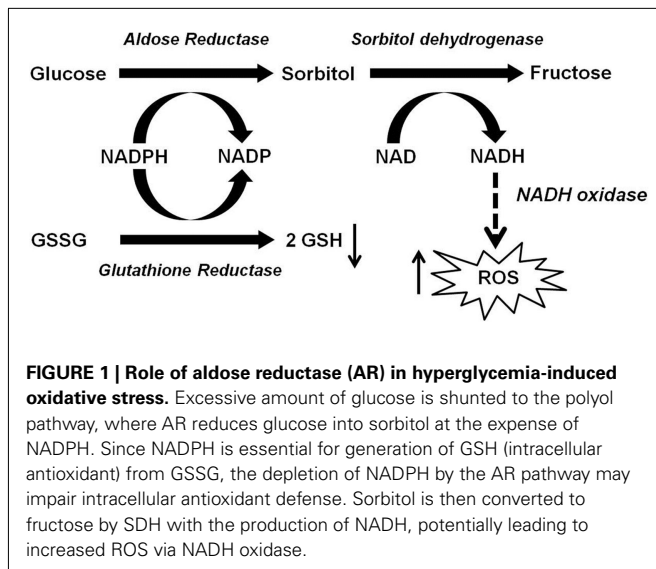 Aldose Reductase Sorbitol dehydrogenase
Glucose Sorbitol Fructose
NADPH NADP NAD NADH
NADH oxidase
GSSG 2 GSH ROS
Glutathione Reductase
FIGURE 1 | Role of aldose reductase (AR) in hyperglycemia-induced
oxidative stress. Excessive amount of glucose is shunted to the polyol
pathway, where AR reduces glucose into sorbitol at the expense of
NADPH. Since NADPH is essential for generation of GSH (intracellular
antioxidant) from GSSG, the depletion of NADPH by the AR pathway may
impair intracellular antioxidant defense. Sorbitol is then converted to
fructose by SDH with the production of NADH, potentially leading to
increased ROS via NADH oxidase.